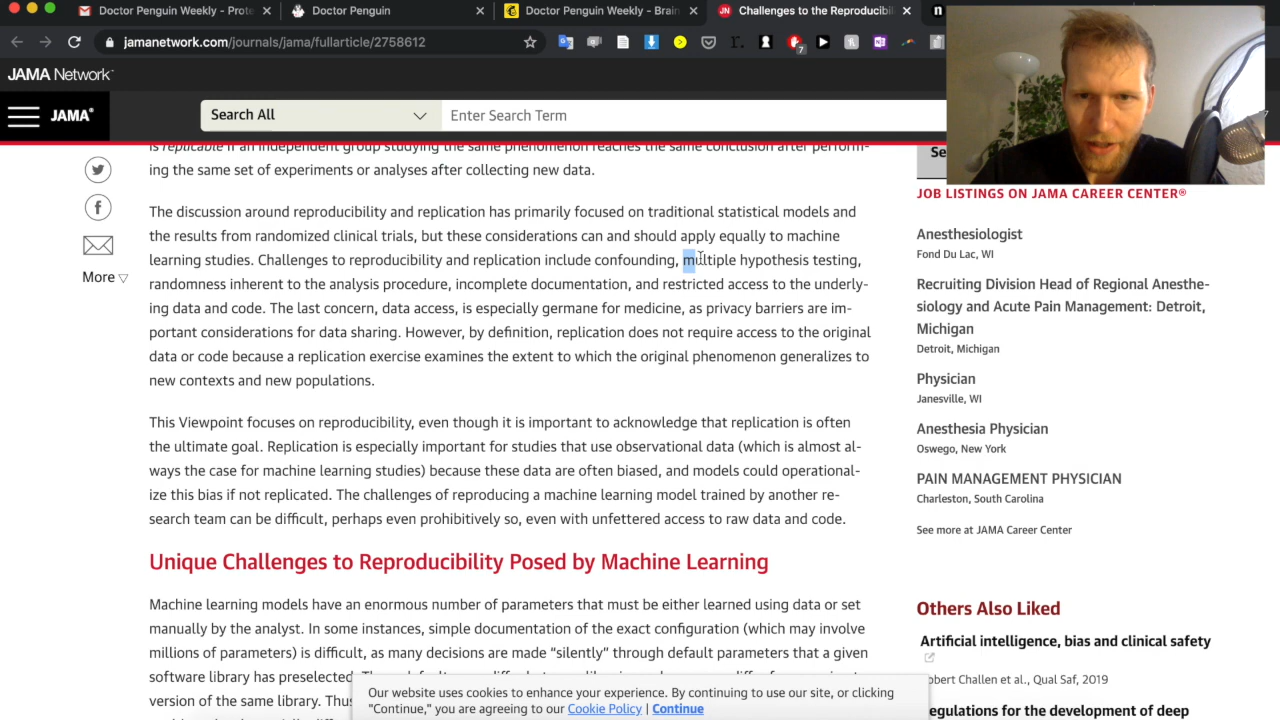 Doctor Penguin Weekly - Prote
Doctor Penguin
Doctor Penguin Weekly - Brain
JN
Challenges to the Reproducibil
n
jamanetwork.com/journals/jama/fullarticle/2758612
7
JAMA Network
JAMA®
Search All
Enter Search Term
is replicable if an independent group studying the same phenomenon reaches the same conclusion after perform-
ing the same set of experiments or analyses after collecting new data.
The discussion around reproducibility and replication has primarily focused on traditional statistical models and
the results from randomized clinical trials, but these considerations can and should apply equally to machine
learning studies. Challenges to reproducibility and replication include confounding, multiple hypothesis testing,
randomness inherent to the analysis procedure, incomplete documentation, and restricted access to the underly-
ing data and code. The last concern, data access, is especially germane for medicine, as privacy barriers are im-
portant considerations for data sharing. However, by definition, replication does not require access to the original
data or code because a replication exercise examines the extent to which the original phenomenon generalizes to
new contexts and new populations.
This Viewpoint focuses on reproducibility, even though it is important to acknowledge that replication is often
the ultimate goal. Replication is especially important for studies that use observational data (which is almost al-
ways the case for machine learning studies) because these data are often biased, and models could operational-
ize this bias if not replicated. The challenges of reproducing a machine learning model trained by another re-
search team can be difficult, perhaps even prohibitively so, even with unfettered access to raw data and code.
Unique Challenges to Reproducibility Posed by Machine Learning
Machine learning models have an enormous number of parameters that must be either learned using data or set
manually by the analyst. In some instances, simple documentation of the exact configuration (which may involve
millions of parameters) is difficult, as many decisions are made “silently” through default parameters that a given
software library has preselected.
version of the same library. Thus
More
Se
JOB LISTINGS ON JAMA CAREER CENTER®
Anesthesiologist
Fond Du Lac, WI
Recruiting Division Head of Regional Anesthe-
siology and Acute Pain Management: Detroit,
Michigan
Detroit, Michigan
Physician
Janesville, WI
Anesthesia Physician
Oswego, New York
PAIN MANAGEMENT PHYSICIAN
Charleston, South Carolina
See more at JAMA Career Center
Others Also Liked
Artificial intelligence, bias and clinical safety
obert Challen et al., Qual Saf, 2019
egulations for the development of deep
Our website uses cookies to enhance your experience. By continuing to use our site, or clicking
"Continue," you are agreeing to our Cookie Policy | Continue